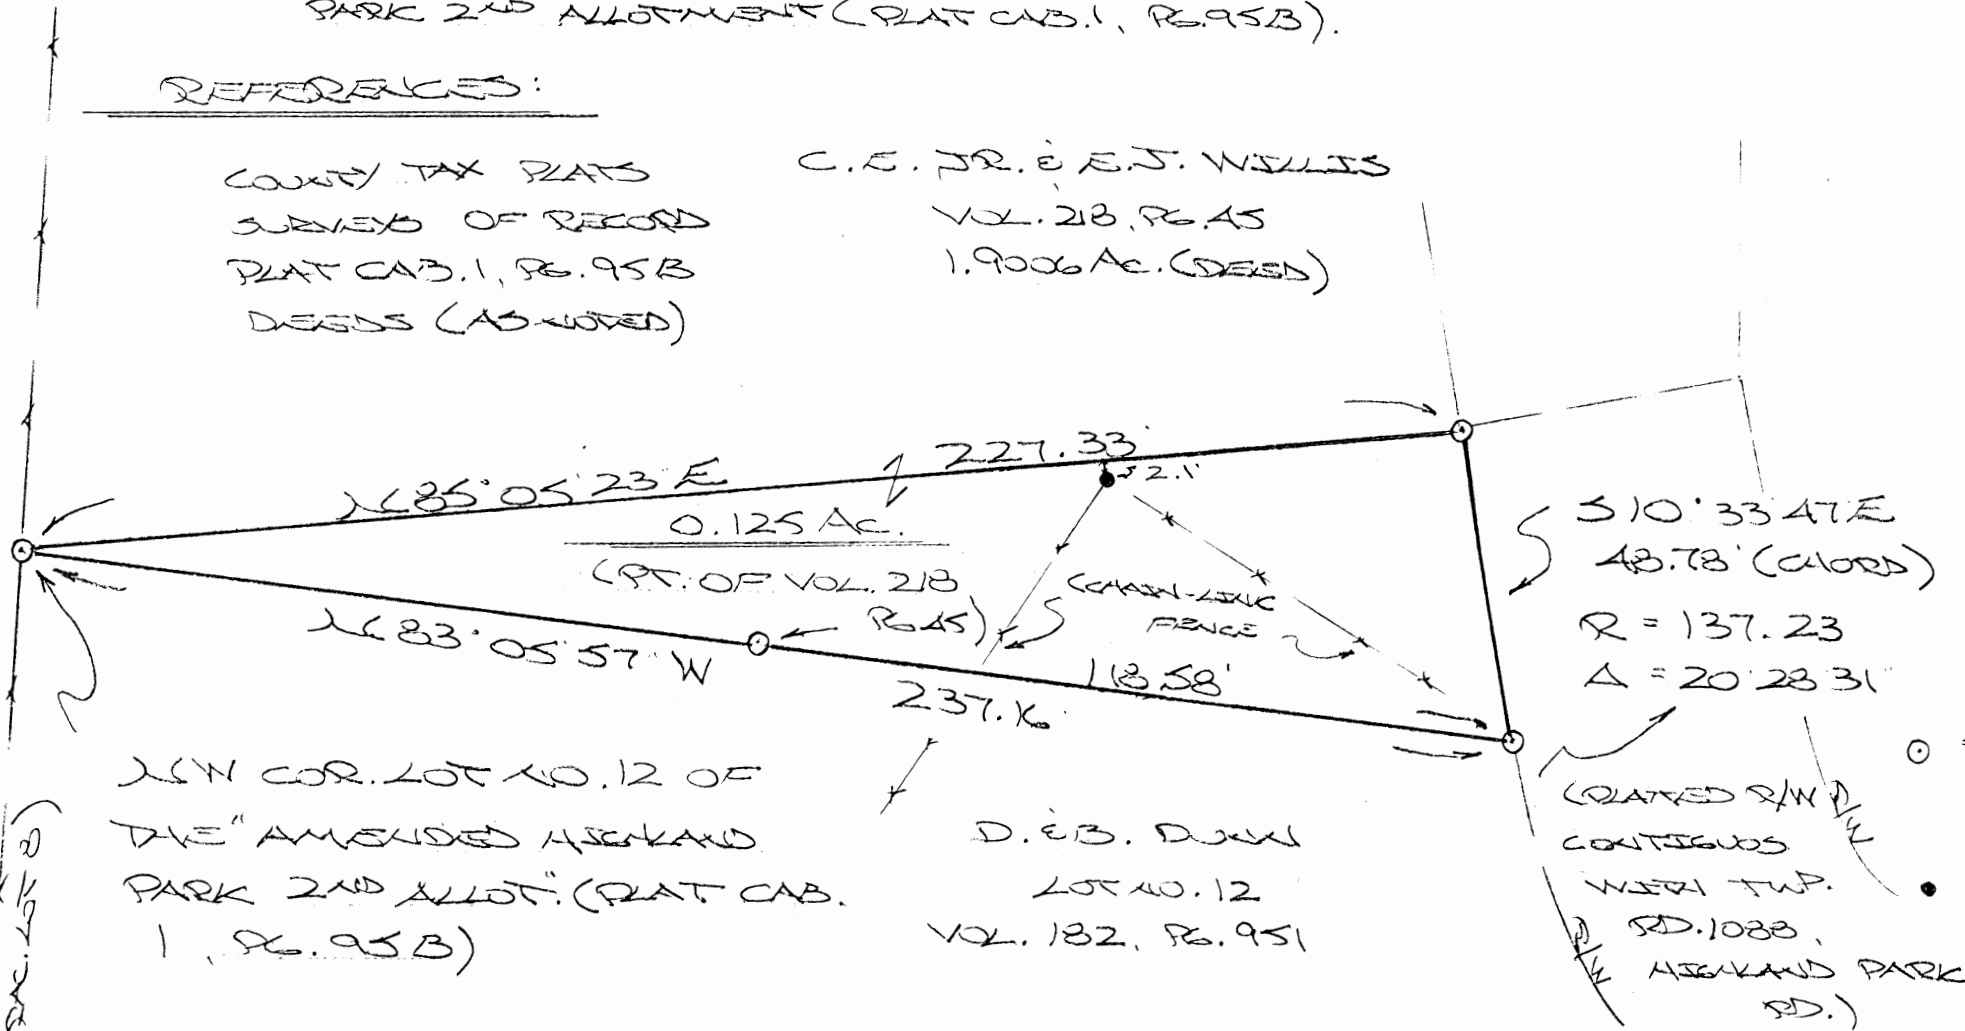 PARK 2ND ALLOTMENT (PLAT CAB.1, PG.95B).
REFERENCES:
COUNTY TAX PLATS
SURVEYS OF RECORD
PLAT CAB.1, PG.95B
DEEDS (AS NOTED)
C.E. JR. & E.J. WILLIS
VOL. 218, PG.45
1.9006 AC. (DEED)
N85°05'23"E
227.33'
2.1'
0.125 AC.
(PT. OF VOL. 218
PG.45)
(CHAIN-LINK
FENCE
N83°05'57"W
118.58'
237.16'
S10°33'47"E
48.78' (CHORD)
R = 137.23
Δ = 20°28'31"
NW COR. LOT NO. 12 OF
THE "AMENDED HIGHLAND
PARK 2ND ALLOT." (PLAT CAB.
1, PG. 95B)
D. & B. DUNN
LOT NO. 12
VOL. 182, PG. 951
(PLATTED R/W
CONTIGUOS
WITH TWP.
RD. 1088,
HIGHLAND PARK
RD.)
R/W
R/W